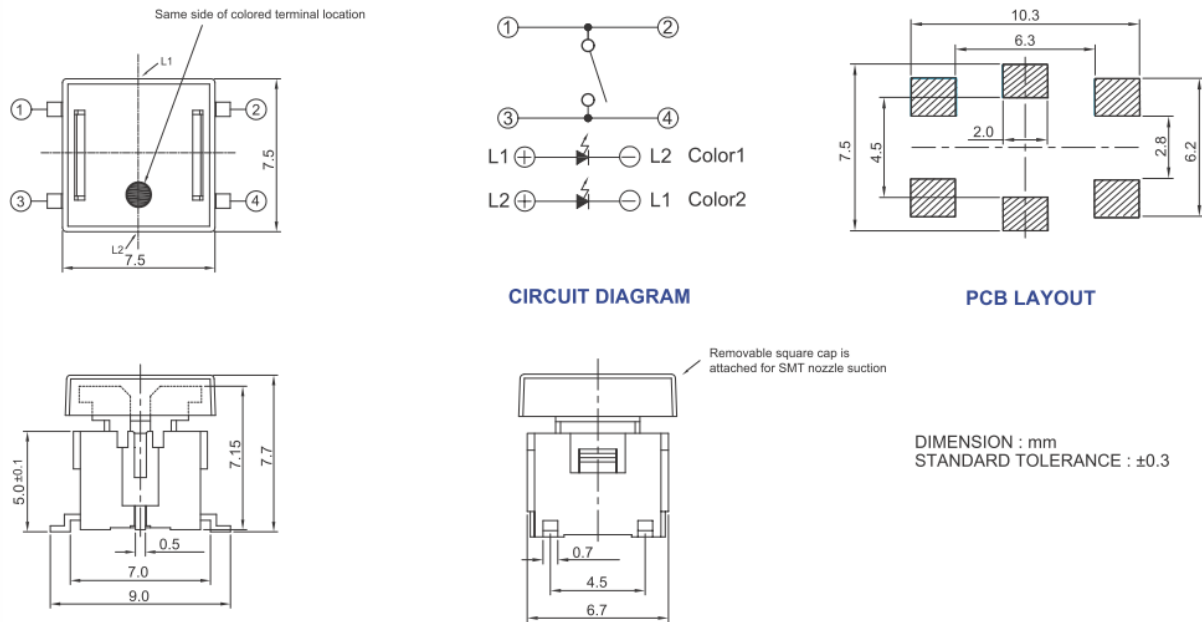 Same side of colored terminal location
L1
1
2
3
4
L2
7.5
7.5
1
2
3
4
L1 + − L2 Color1
L2 + − L1 Color2
CIRCUIT DIAGRAM
10.3
6.3
7.5
4.5
2.0
2.8
6.2
PCB LAYOUT
5.0±0.1
7.15
7.7
0.5
7.0
9.0
Removable square cap is
attached for SMT nozzle suction
0.7
4.5
6.7
DIMENSION : mm
STANDARD TOLERANCE : ±0.3